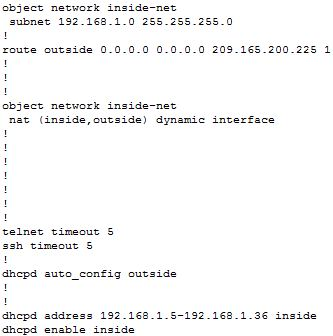 object network inside-net
 subnet 192.168.1.0 255.255.255.0
!
route outside 0.0.0.0 0.0.0.0 209.165.200.225 1
!
!
!
object network inside-net
 nat (inside,outside) dynamic interface
!
!
!
!
!
!
!
telnet timeout 5
ssh timeout 5
!
dhcpd auto_config outside
!
!
dhcpd address 192.168.1.5-192.168.1.36 inside
dhcpd enable inside